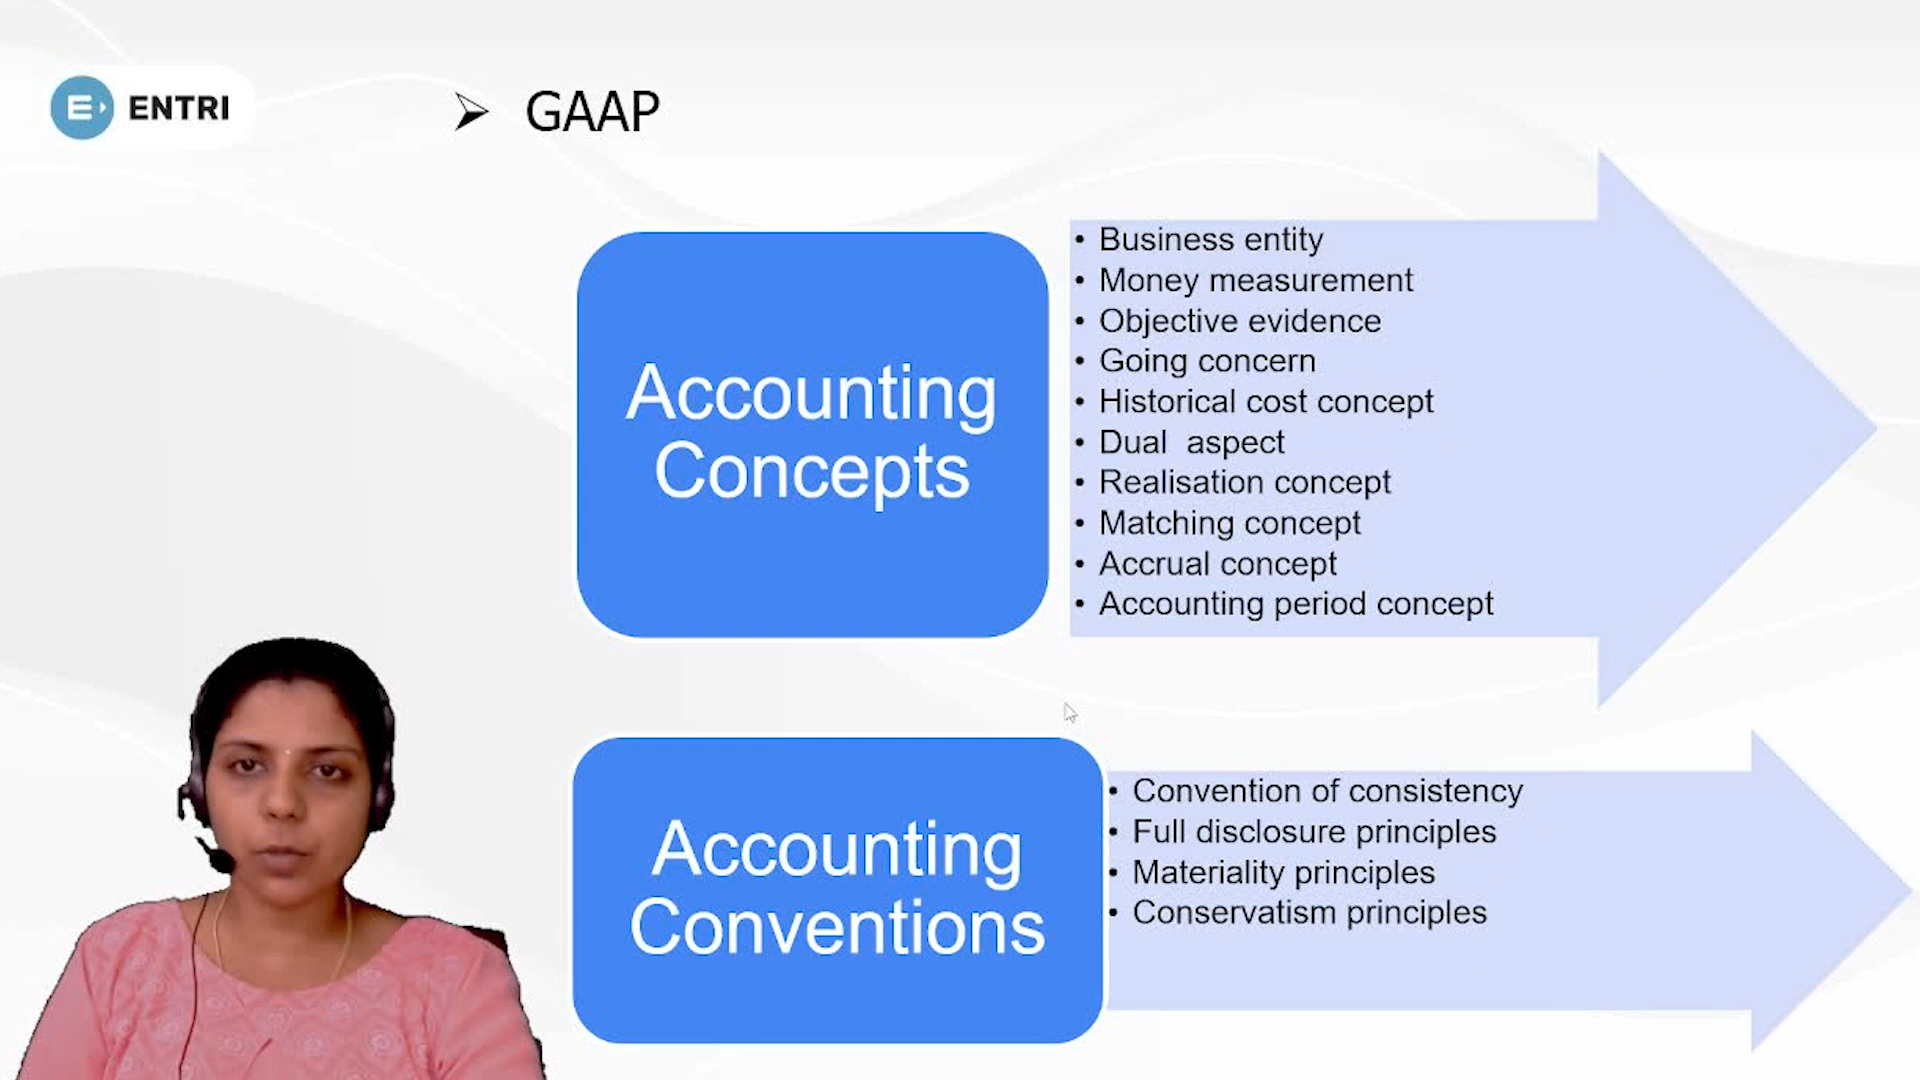 ENTRI
GAAP
Accounting
Concepts
• Business entity
• Money measurement
• Objective evidence
• Going concern
• Historical cost concept
• Dual  aspect
• Realisation concept
• Matching concept
• Accrual concept
• Accounting period concept
Accounting
Conventions
• Convention of consistency
• Full disclosure principles
• Materiality principles
• Conservatism principles